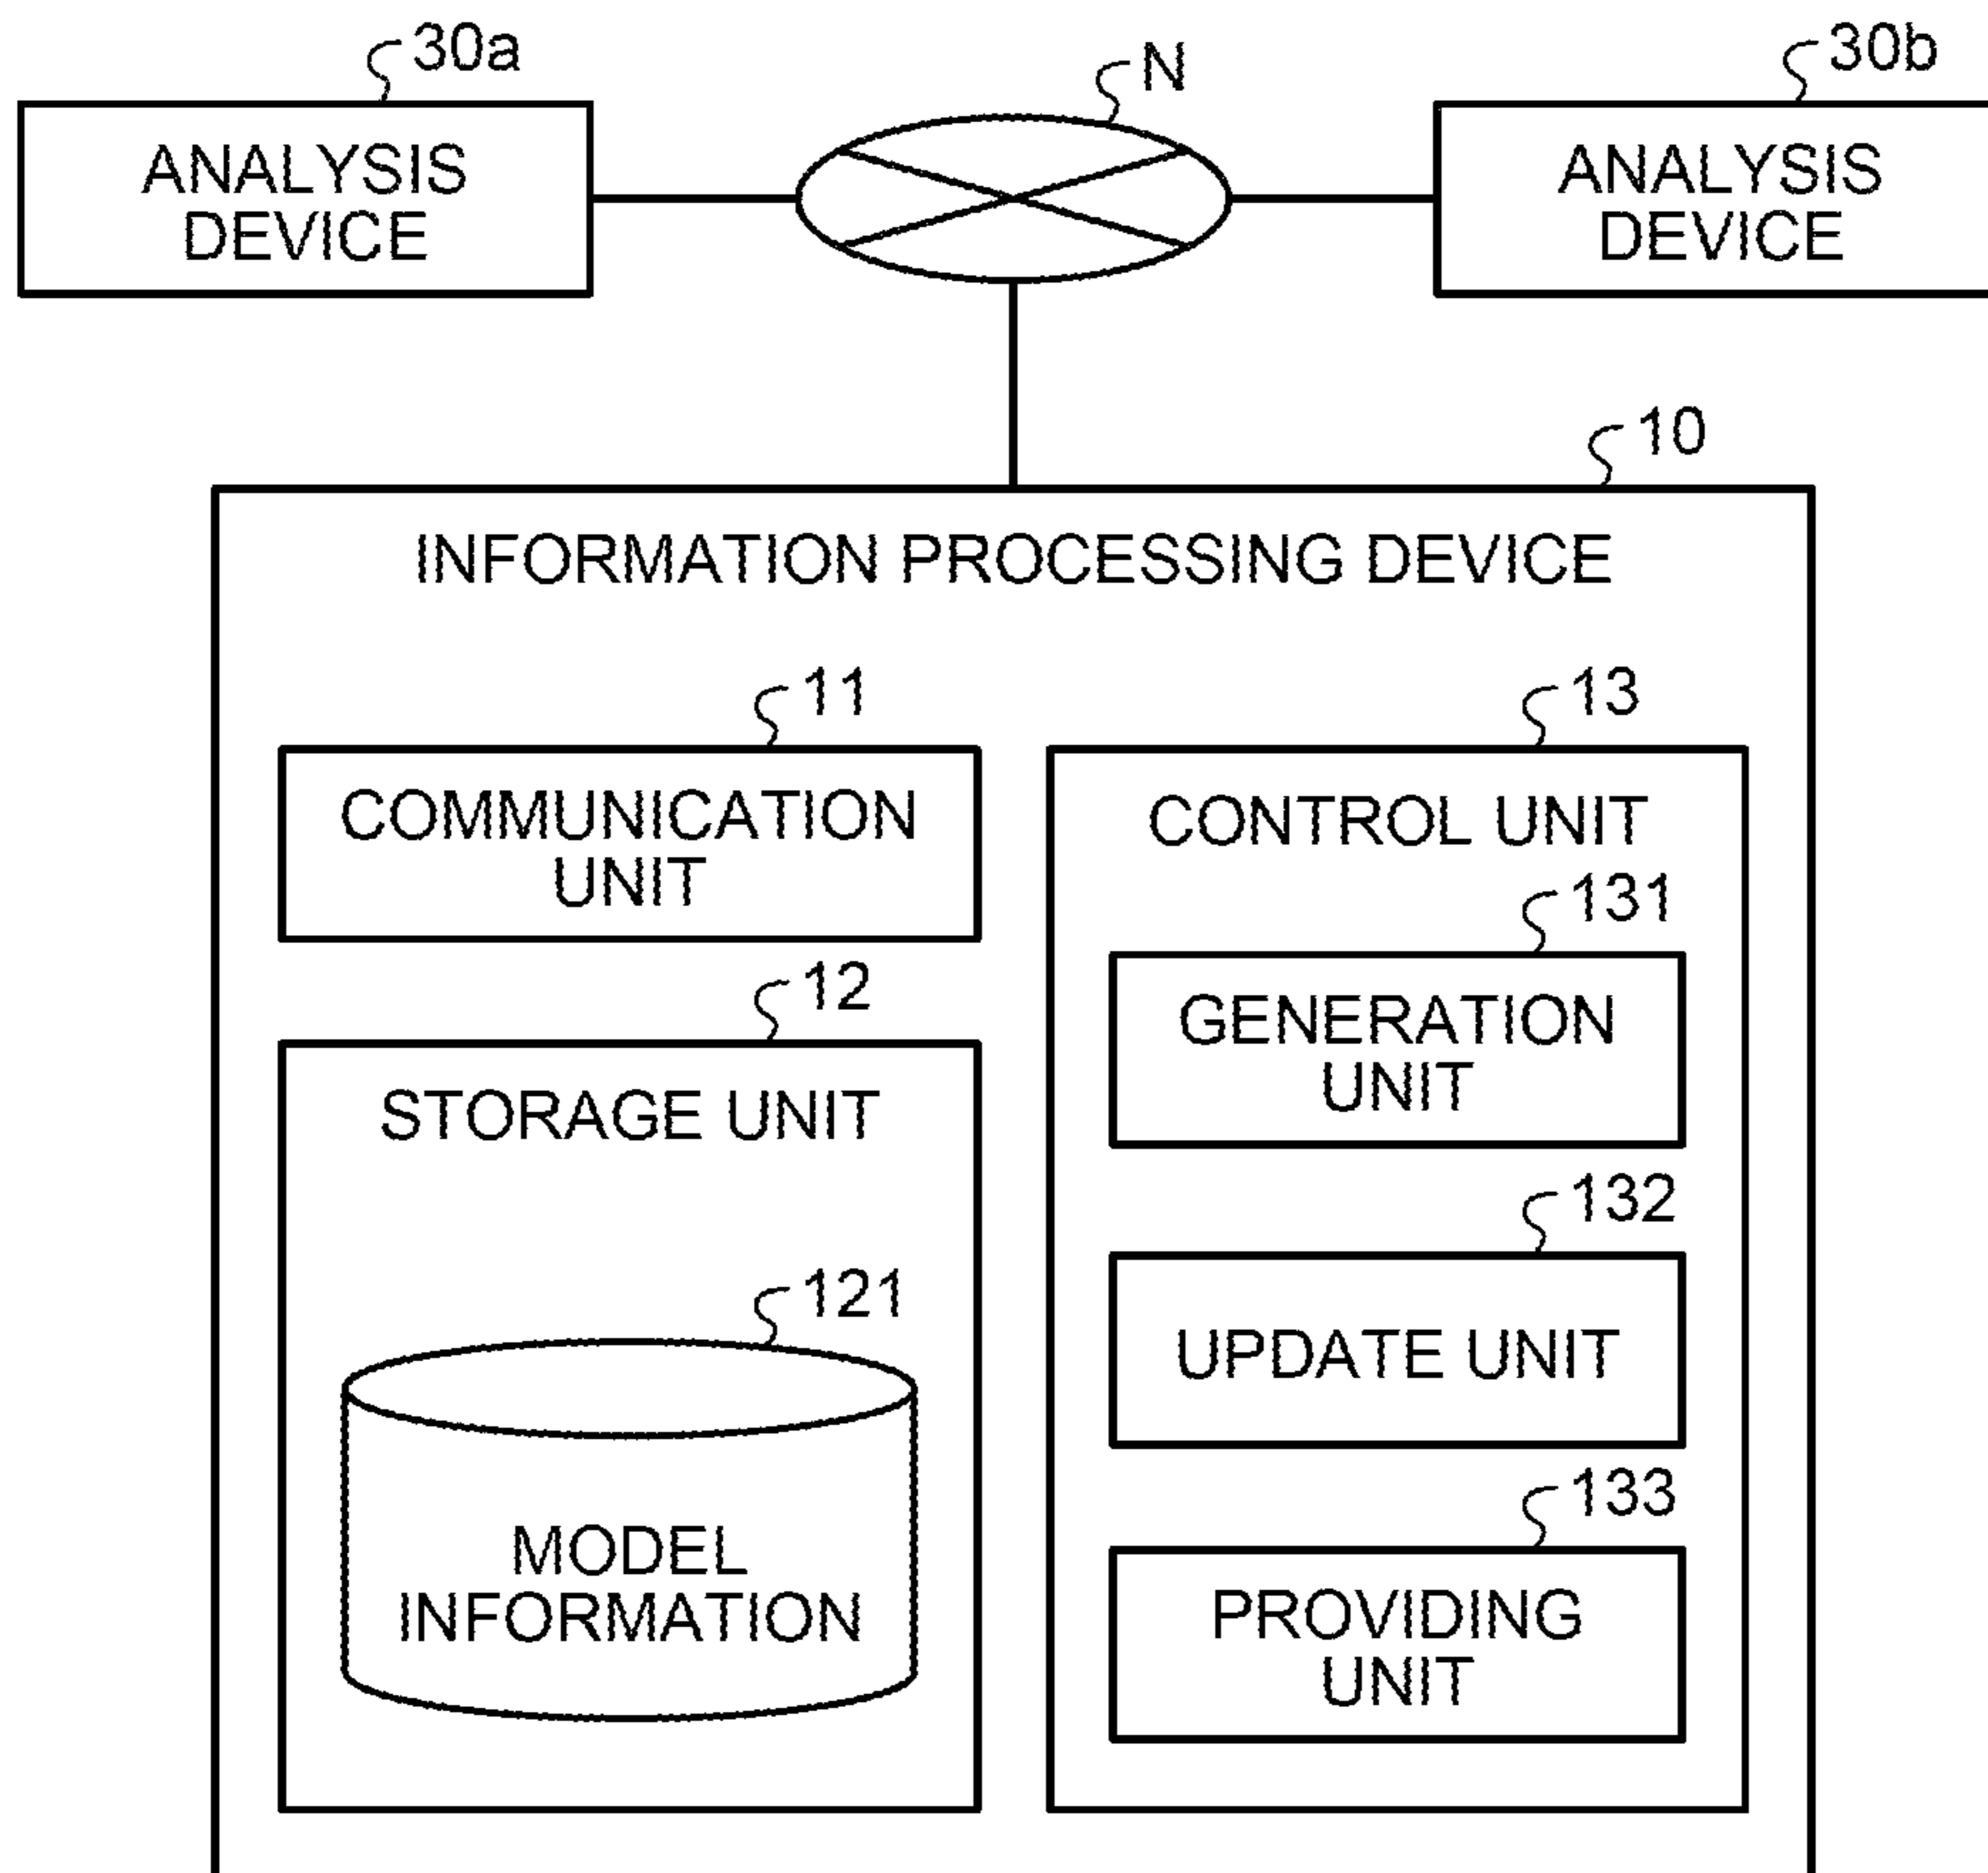 30a
N
30b
ANALYSIS
DEVICE
ANALYSIS
DEVICE
10
INFORMATION PROCESSING DEVICE
11
COMMUNICATION
UNIT
12
STORAGE UNIT
121
MODEL
INFORMATION
13
CONTROL UNIT
131
GENERATION
UNIT
132
UPDATE UNIT
133
PROVIDING
UNIT